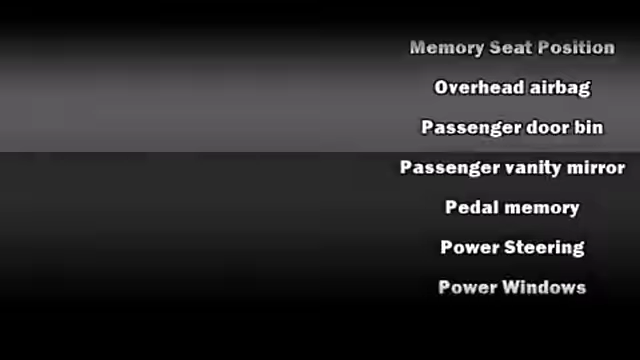 Memory Seat Position
Overhead airbag
Passenger door bin
Passenger vanity mirror
Pedal memory
Power Steering
Power Windows